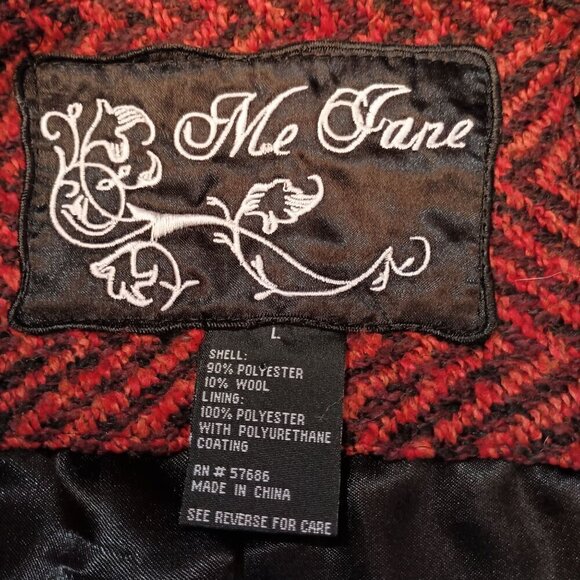 Me Jane
L
SHELL:
90% POLYESTER
10% WOOL
LINING:
100% POLYESTER
WITH POLYURETHANE
COATING
RN # 57686
MADE IN CHINA
SEE REVERSE FOR CARE